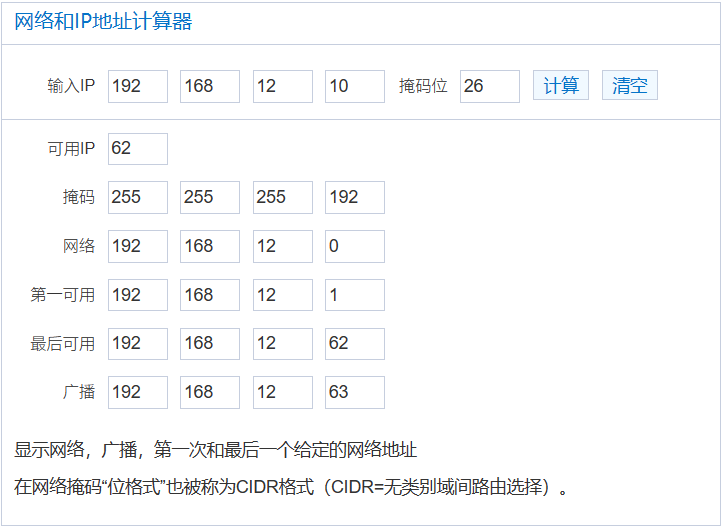 网络和IP地址计算器
输入IP 192 168 12 10 掩码位 26 计算 清空
可用IP 62
掩码 255 255 255 192
网络 192 168 12 0
第一可用 192 168 12 1
最后可用 192 168 12 62
广播 192 168 12 63
显示网络，广播，第一次和最后一个给定的网络地址
在网络掩码“位格式”也被称为CIDR格式（CIDR=无类别域间路由选择）。